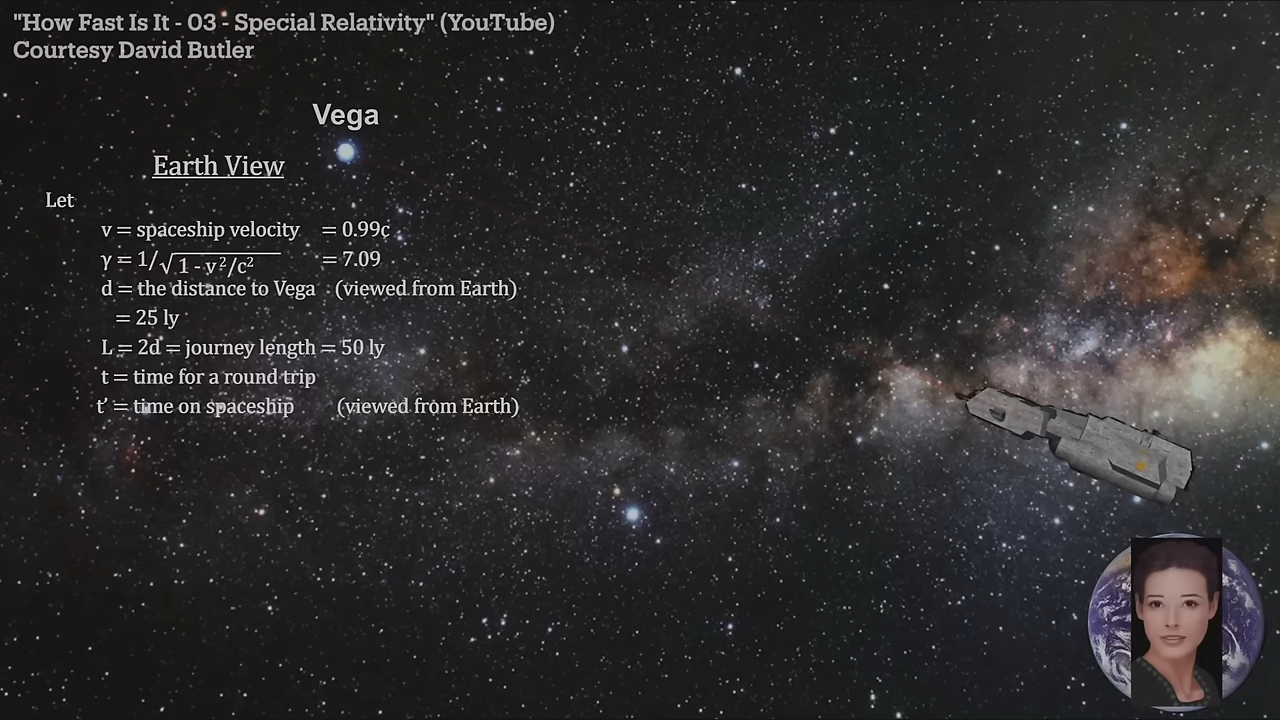 "How Fast Is It - 03 - Special Relativity" (YouTube)
Courtesy David Butler
Vega
Earth View
Let
v = spaceship velocity = 0.99c
γ = 1/√1 - v²/c² = 7.09
d = the distance to Vega (viewed from Earth)
= 25 ly
L = 2d = journey length = 50 ly
t = time for a round trip
t′ = time on spaceship (viewed from Earth)